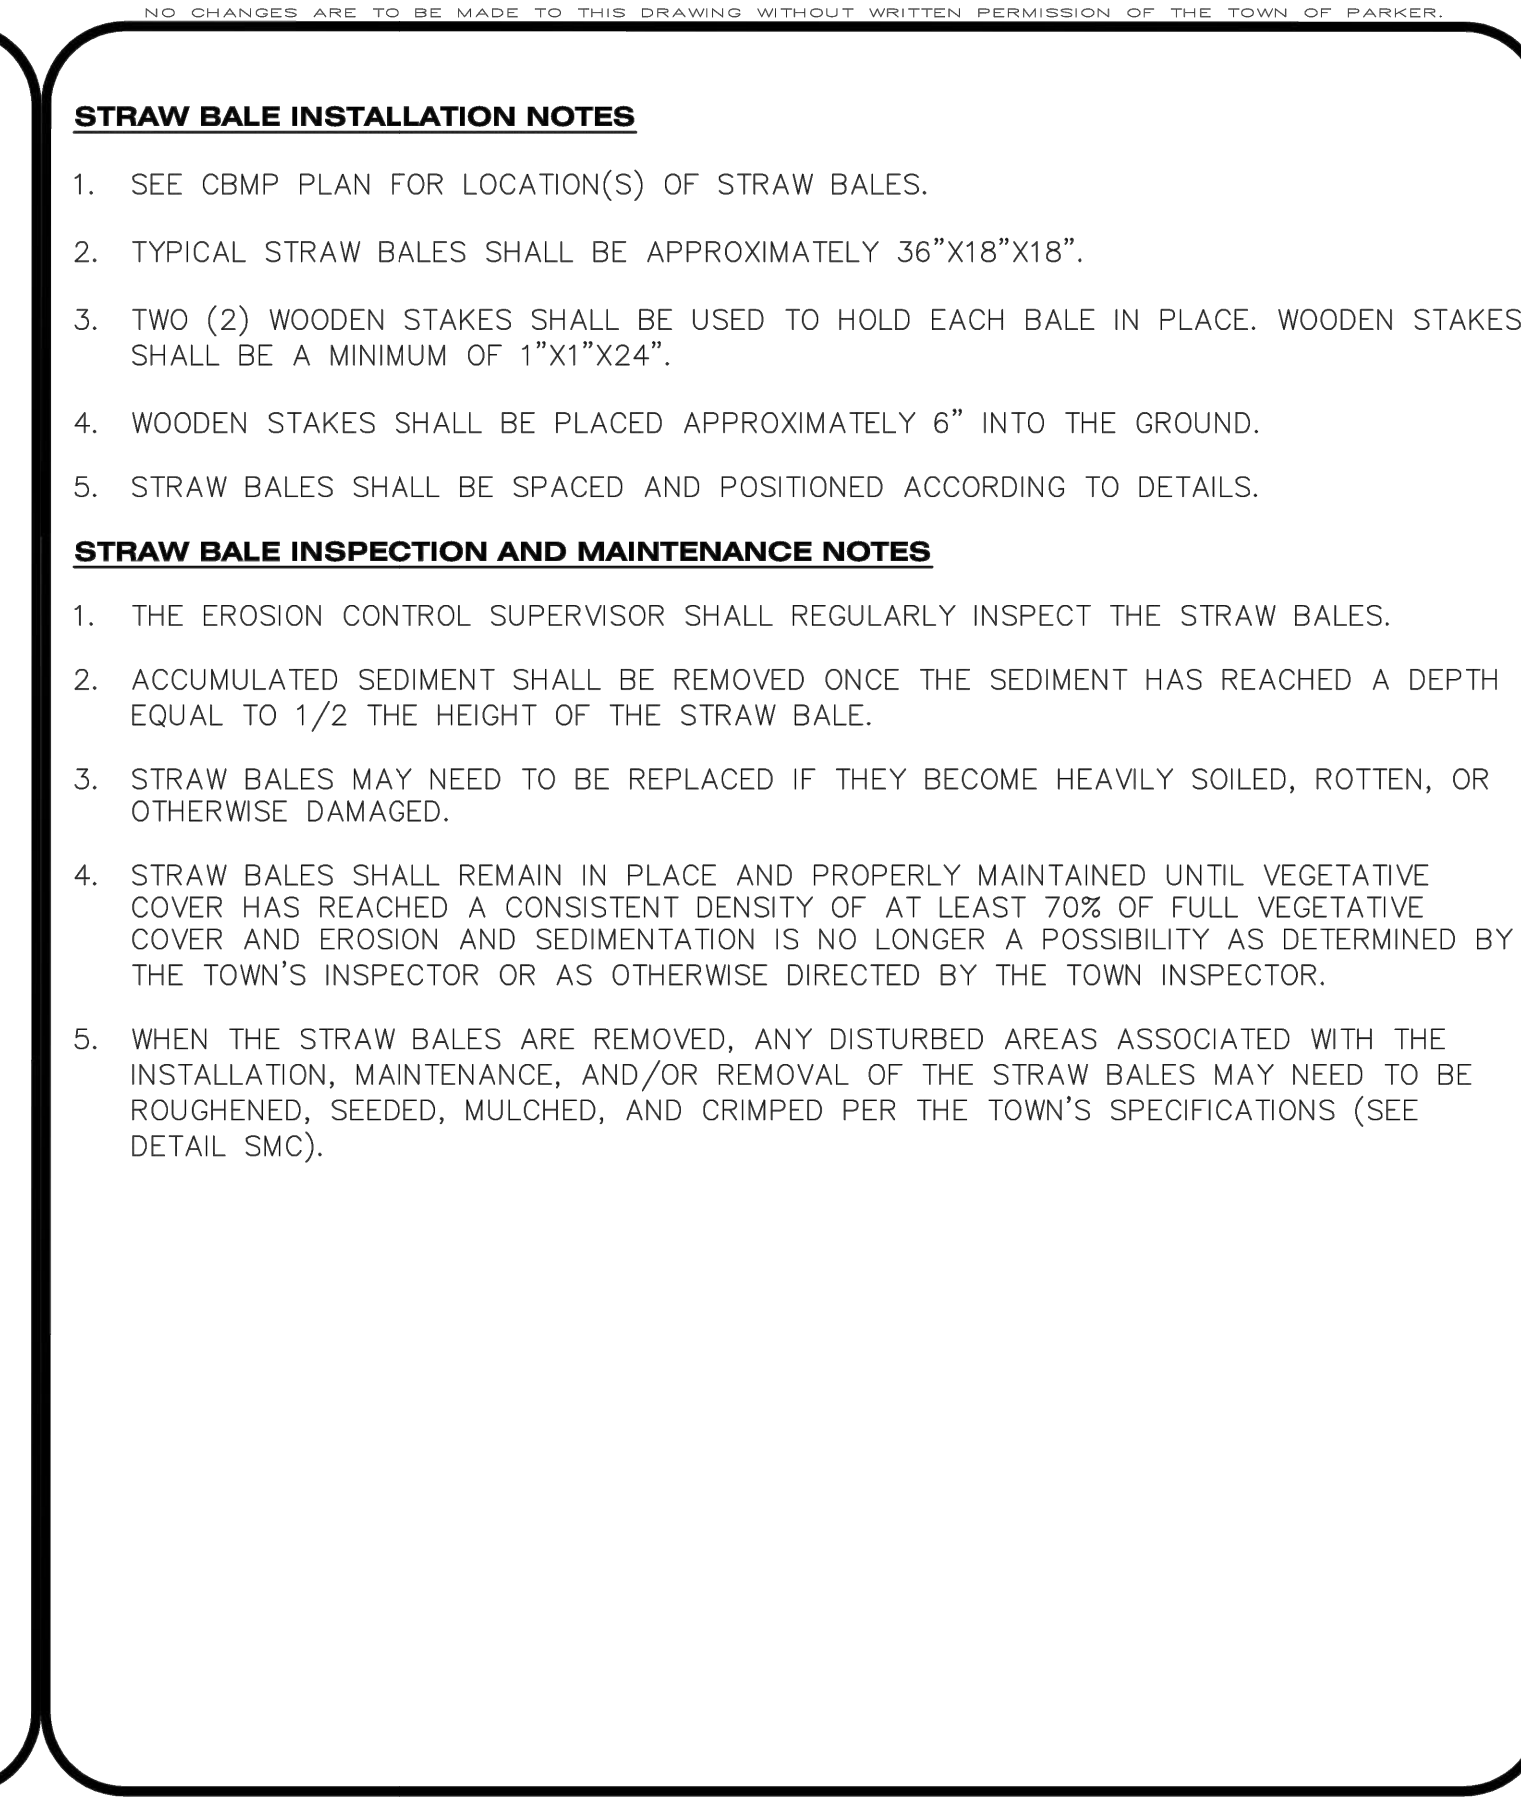 NO CHANGES ARE TO BE MADE TO THIS DRAWING WITHOUT WRITTEN PERMISSION OF THE TOWN OF PARKER.
STRAW BALE INSTALLATION NOTES
1. SEE CBMP PLAN FOR LOCATION(S) OF STRAW BALES.
2. TYPICAL STRAW BALES SHALL BE APPROXIMATELY 36”X18”X18”.
3. TWO (2) WOODEN STAKES SHALL BE USED TO HOLD EACH BALE IN PLACE. WOODEN STAKES
SHALL BE A MINIMUM OF 1”X1”X24”.
4. WOODEN STAKES SHALL BE PLACED APPROXIMATELY 6” INTO THE GROUND.
5. STRAW BALES SHALL BE SPACED AND POSITIONED ACCORDING TO DETAILS.
STRAW BALE INSPECTION AND MAINTENANCE NOTES
1. THE EROSION CONTROL SUPERVISOR SHALL REGULARLY INSPECT THE STRAW BALES.
2. ACCUMULATED SEDIMENT SHALL BE REMOVED ONCE THE SEDIMENT HAS REACHED A DEPTH
EQUAL TO 1/2 THE HEIGHT OF THE STRAW BALE.
3. STRAW BALES MAY NEED TO BE REPLACED IF THEY BECOME HEAVILY SOILED, ROTTEN, OR
OTHERWISE DAMAGED.
4. STRAW BALES SHALL REMAIN IN PLACE AND PROPERLY MAINTAINED UNTIL VEGETATIVE
COVER HAS REACHED A CONSISTENT DENSITY OF AT LEAST 70% OF FULL VEGETATIVE
COVER AND EROSION AND SEDIMENTATION IS NO LONGER A POSSIBILITY AS DETERMINED BY
THE TOWN’S INSPECTOR OR AS OTHERWISE DIRECTED BY THE TOWN INSPECTOR.
5. WHEN THE STRAW BALES ARE REMOVED, ANY DISTURBED AREAS ASSOCIATED WITH THE
INSTALLATION, MAINTENANCE, AND/OR REMOVAL OF THE STRAW BALES MAY NEED TO BE
ROUGHENED, SEEDED, MULCHED, AND CRIMPED PER THE TOWN’S SPECIFICATIONS (SEE
DETAIL SMC).